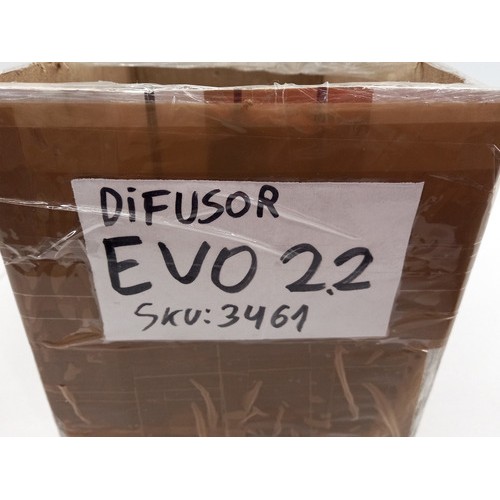 DiFUSOR
EVO 2.2
SKU: 3461